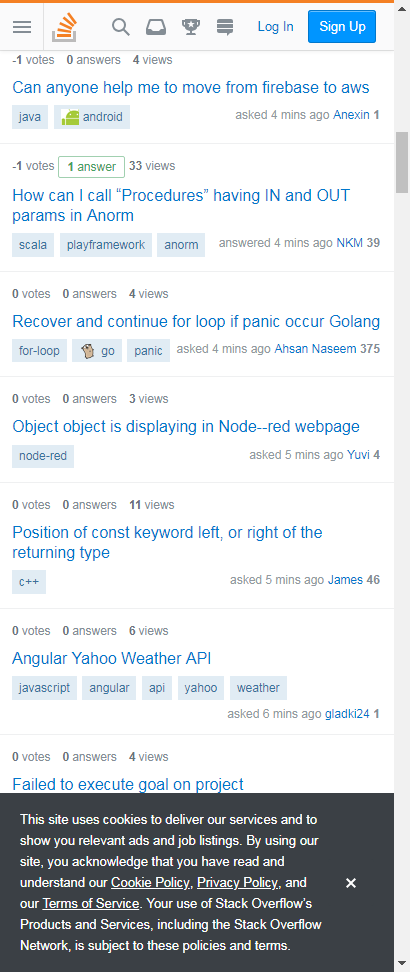 Log In Sign Up
-1 votes 0 answers 4 views
Can anyone help me to move from firebase to aws
java android asked 4 mins ago Anexin 1
-1 votes 1 answer 33 views
How can I call “Procedures” having IN and OUT
params in Anorm
scala playframework anorm answered 4 mins ago NKM 39
0 votes 0 answers 4 views
Recover and continue for loop if panic occur Golang
for-loop go panic asked 4 mins ago Ahsan Naseem 375
0 votes 0 answers 3 views
Object object is displaying in Node--red webpage
node-red asked 5 mins ago Yuvi 4
0 votes 0 answers 11 views
Position of const keyword left, or right of the
returning type
c++ asked 5 mins ago James 46
0 votes 0 answers 6 views
Angular Yahoo Weather API
javascript angular api yahoo weather
asked 6 mins ago gladki24 1
0 votes 0 answers 4 views
Failed to execute goal on project
This site uses cookies to deliver our services and to
show you relevant ads and job listings. By using our
site, you acknowledge that you have read and
understand our Cookie Policy, Privacy Policy, and
our Terms of Service. Your use of Stack Overflow’s
Products and Services, including the Stack Overflow
Network, is subject to these policies and terms.